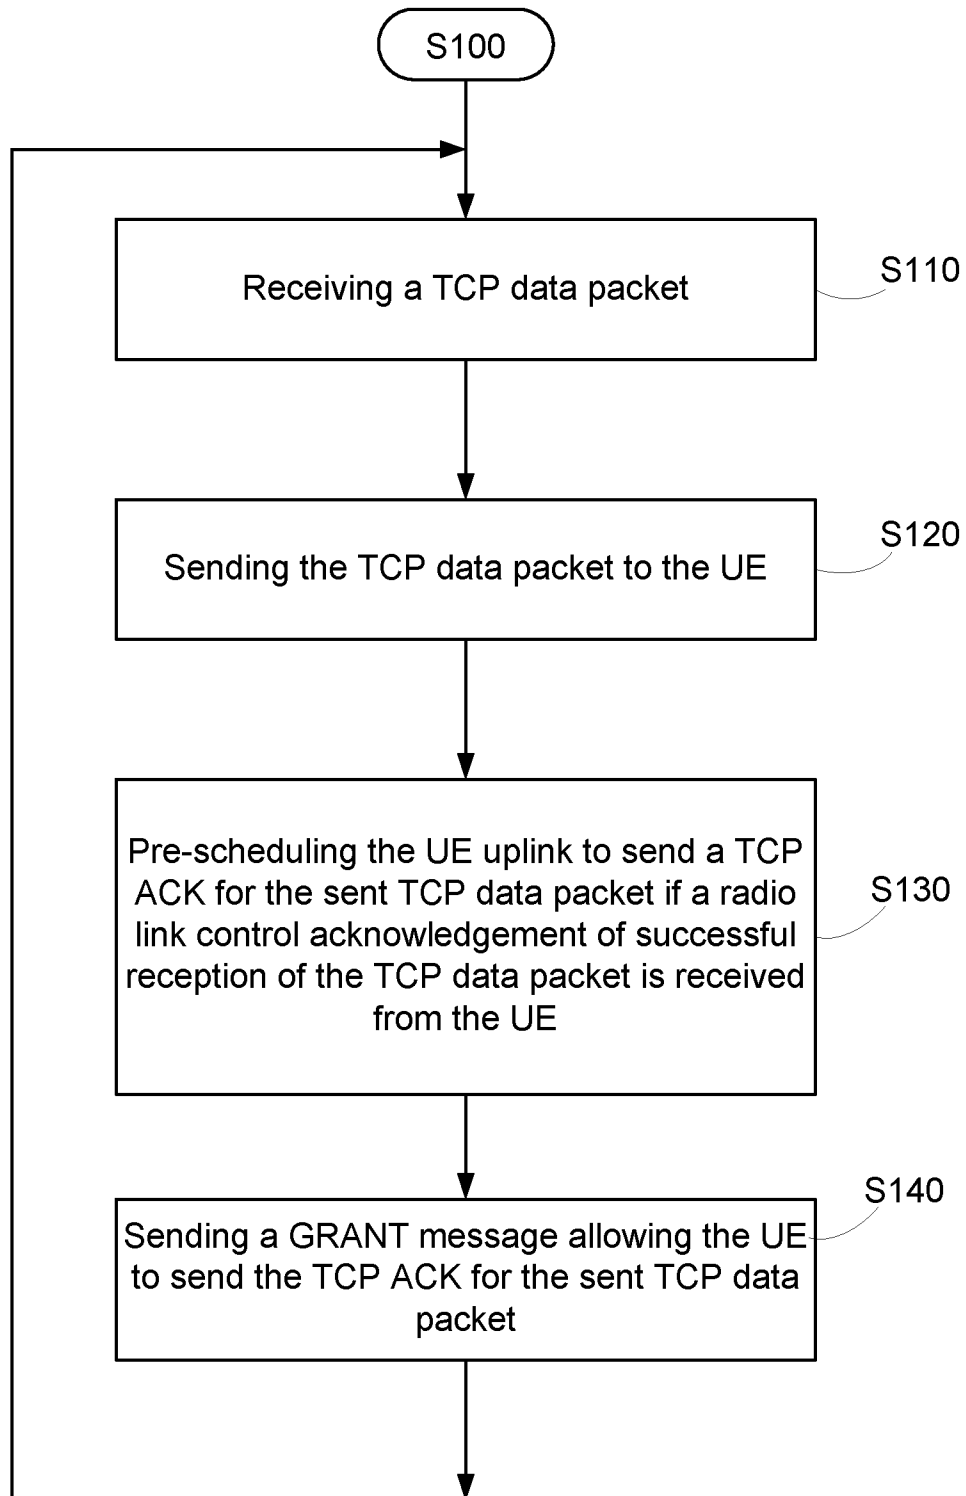 S100
Receiving a TCP data packet
S110
Sending the TCP data packet to the UE
S120
Pre-scheduling the UE uplink to send a TCP
ACK for the sent TCP data packet if a radio
link control acknowledgement of successful
reception of the TCP data packet is received
from the UE
S130
Sending a GRANT message allowing the UE
to send the TCP ACK for the sent TCP data
packet
S140